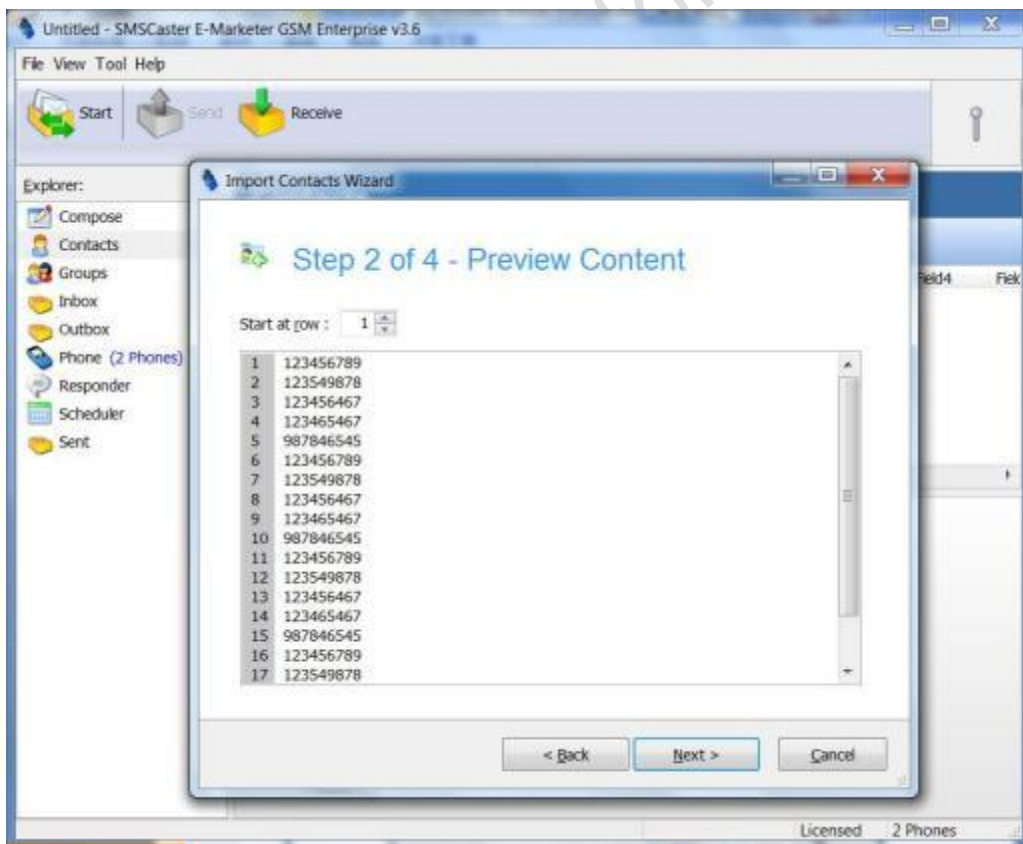 Untitled - SMSCaster E-Marketer GSM Enterprise v3.6
File View Tool Help
Start
Send
Receive
Explorer:
Compose
Contacts
Groups
Inbox
Outbox
Phone (2 Phones)
Responder
Scheduler
Sent
Field4 Fiel
Import Contacts Wizard
Step 2 of 4 - Preview Content
Start at row : 1
1 123456789
2 123549878
3 123456467
4 123465467
5 987846545
6 123456789
7 123549878
8 123456467
9 123465467
10 987846545
11 123456789
12 123549878
13 123456467
14 123465467
15 987846545
16 123456789
17 123549878
< Back Next > Cancel
Licensed 2 Phones